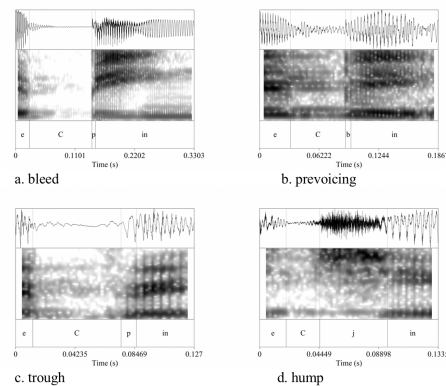 e C p in
0 0.1101 0.2202 0.3303
Time (s)
a. bleed
e C b in
0 0.06222 0.1244 0.1867
Time (s)
b. prevoicing
e C p in
0 0.04235 0.08469 0.127
Time (s)
c. trough
e C j in
0 0.04449 0.08898 0.133
Time (s)
d. hump